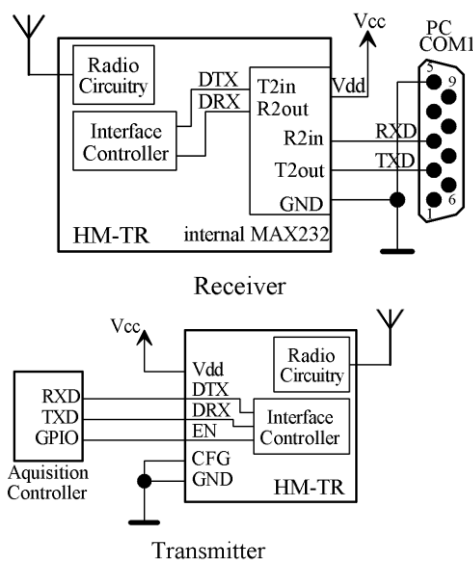 Vcc
PC
COM1
Radio
Circuitry
DTX
DRX
T2in
R2out
Vdd
5
9
Interface
Controller
R2in
RXD
T2out
TXD
GND
1
6
HM-TR
internal MAX232
Receiver
Vcc
Radio
Circuitry
Vdd
RXD
TXD
GPIO
DTX
DRX
EN
Interface
Controller
CFG
GND
Aquisition
Controller
HM-TR
Transmitter